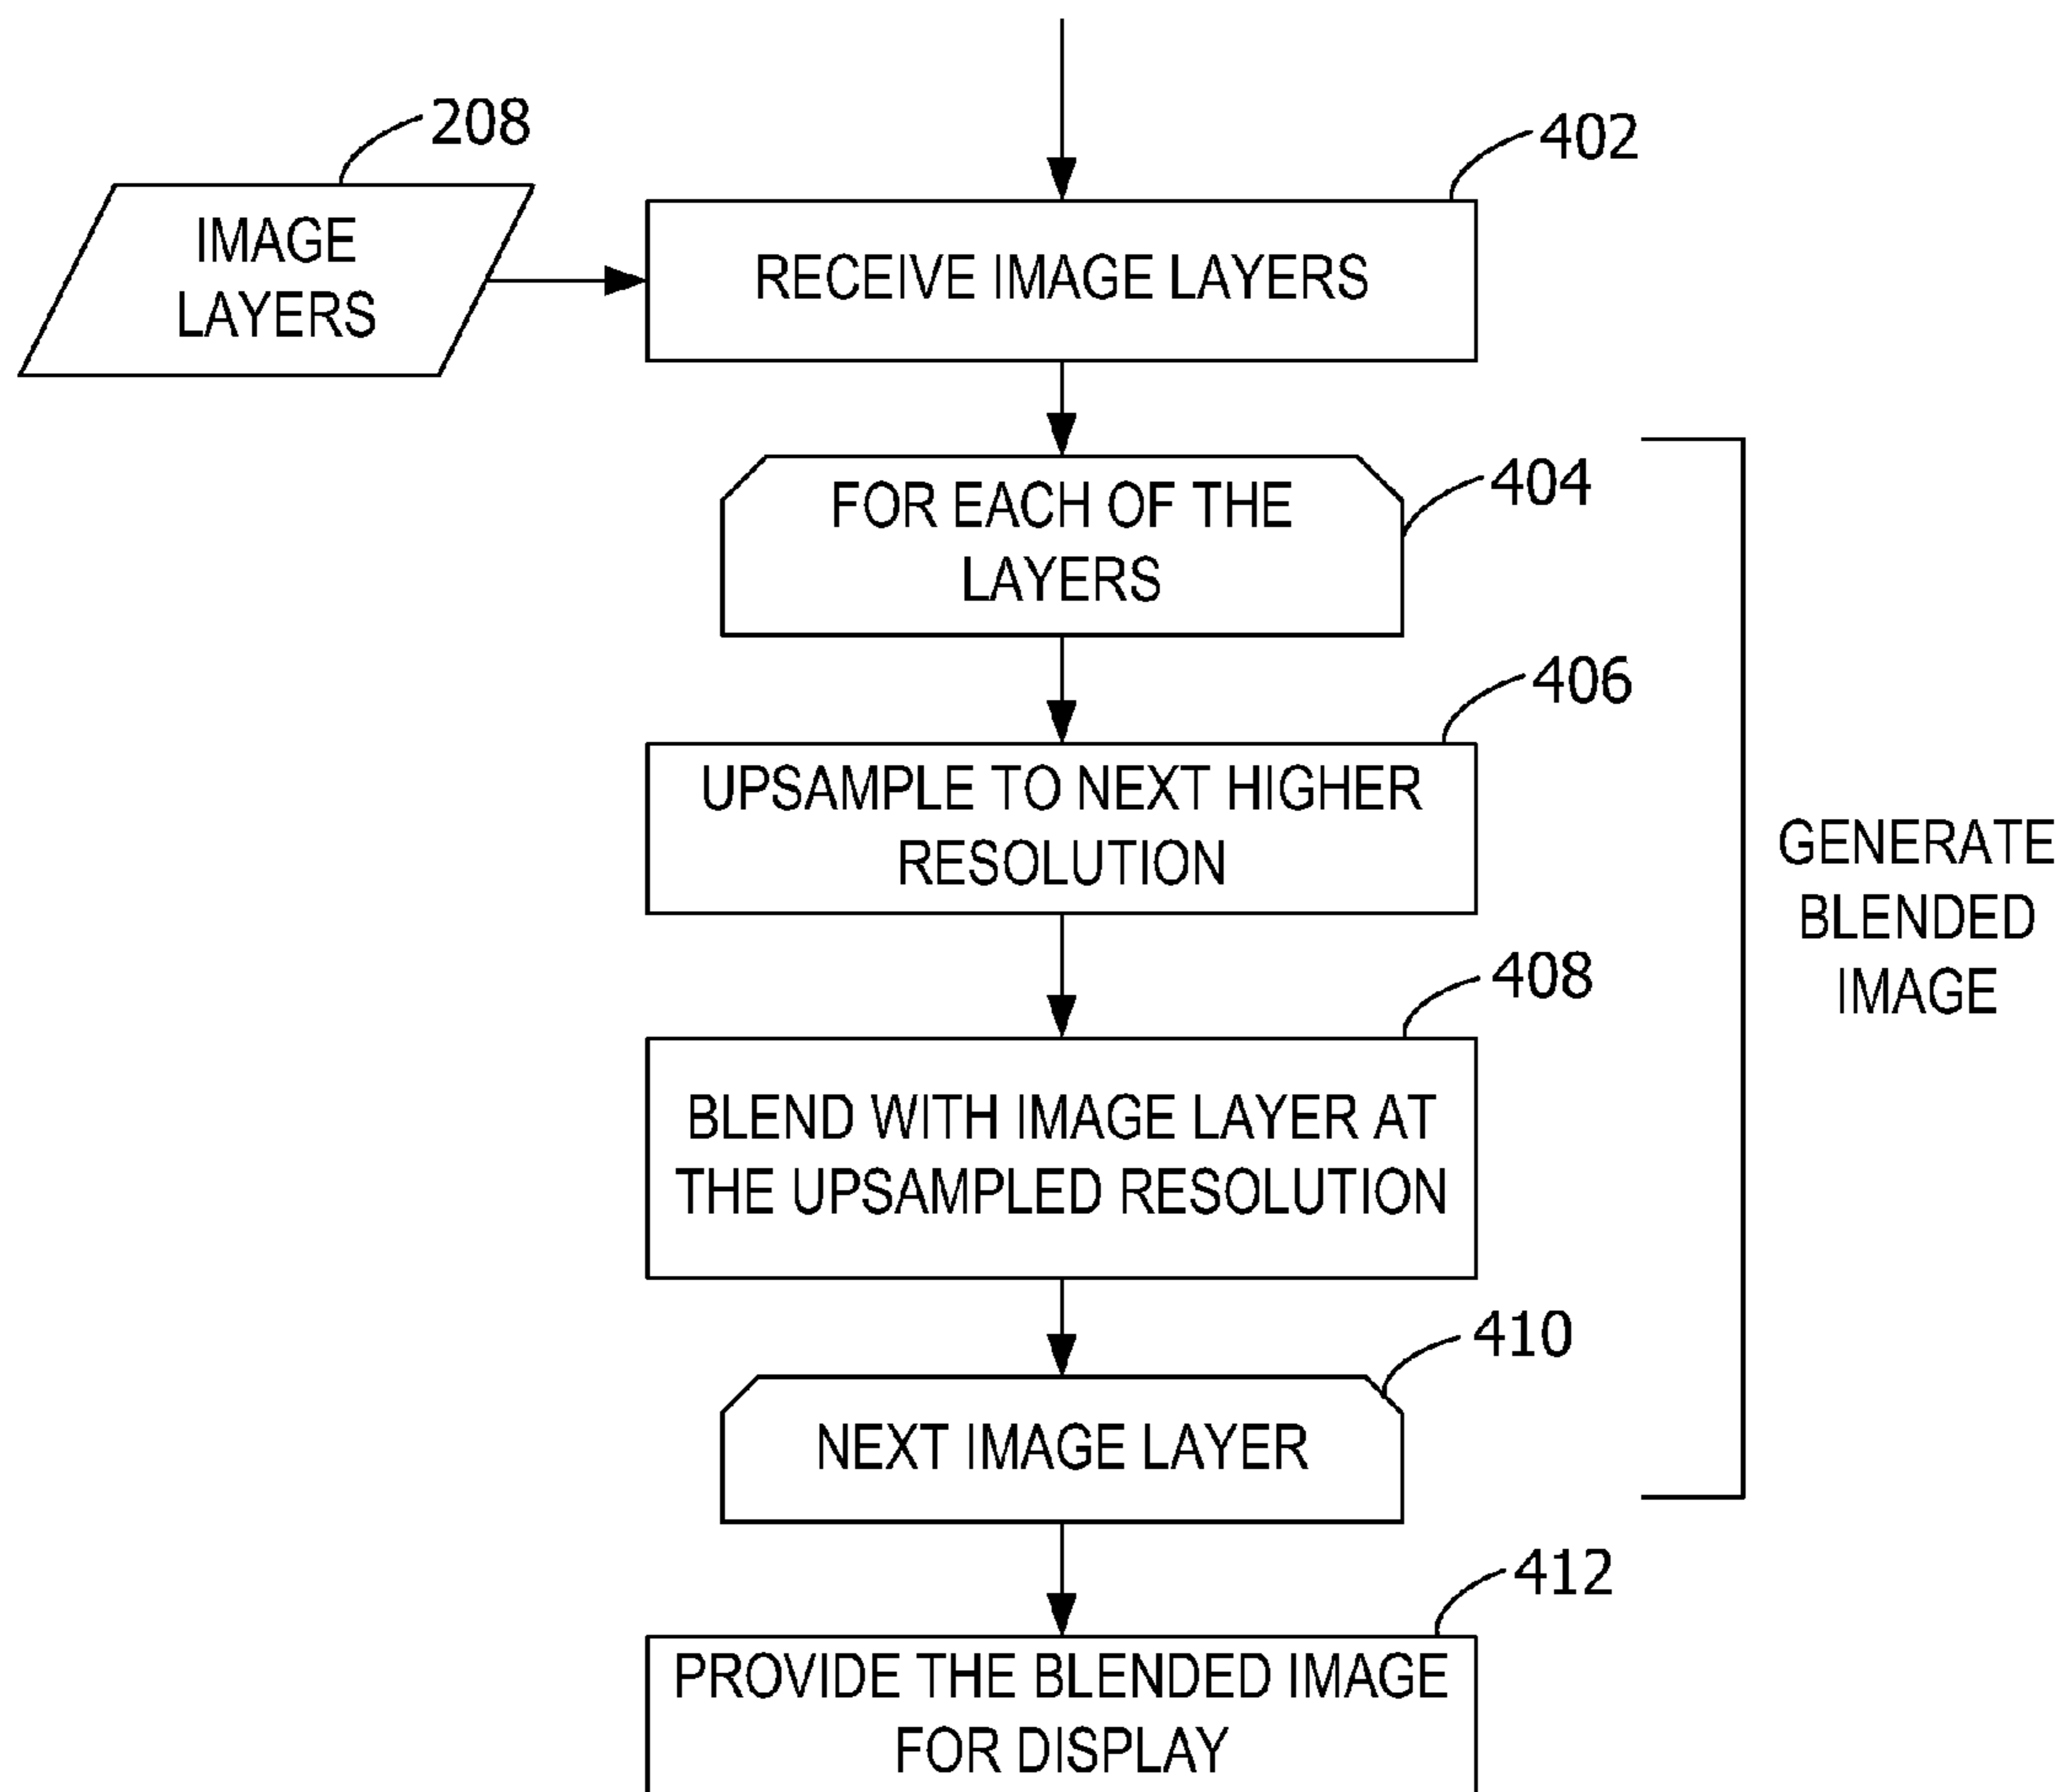 208
IMAGE
LAYERS
402
RECEIVE IMAGE LAYERS
404
FOR EACH OF THE
LAYERS
406
UPSAMPLE TO NEXT HIGHER
RESOLUTION
GENERATE
BLENDED
IMAGE
408
BLEND WITH IMAGE LAYER AT
THE UPSAMPLED RESOLUTION
410
NEXT IMAGE LAYER
412
PROVIDE THE BLENDED IMAGE
FOR DISPLAY